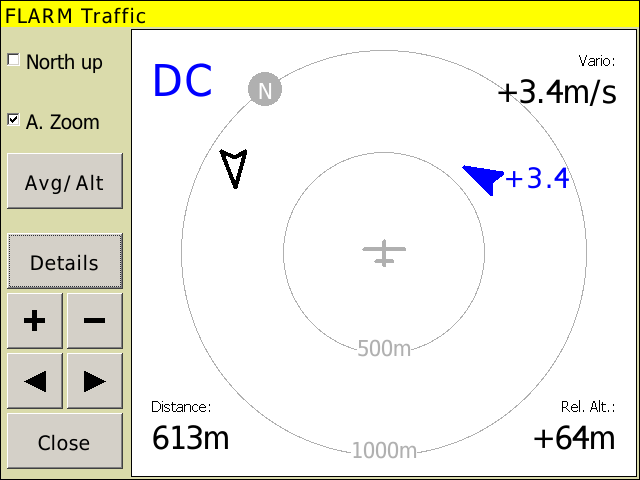 FLARM Traffic
North up
A. Zoom
Avg/Alt
Details
+
−
Close
DC
N
Vario:
+3.4m/s
+3.4
500m
1000m
Distance:
613m
Rel. Alt.:
+64m